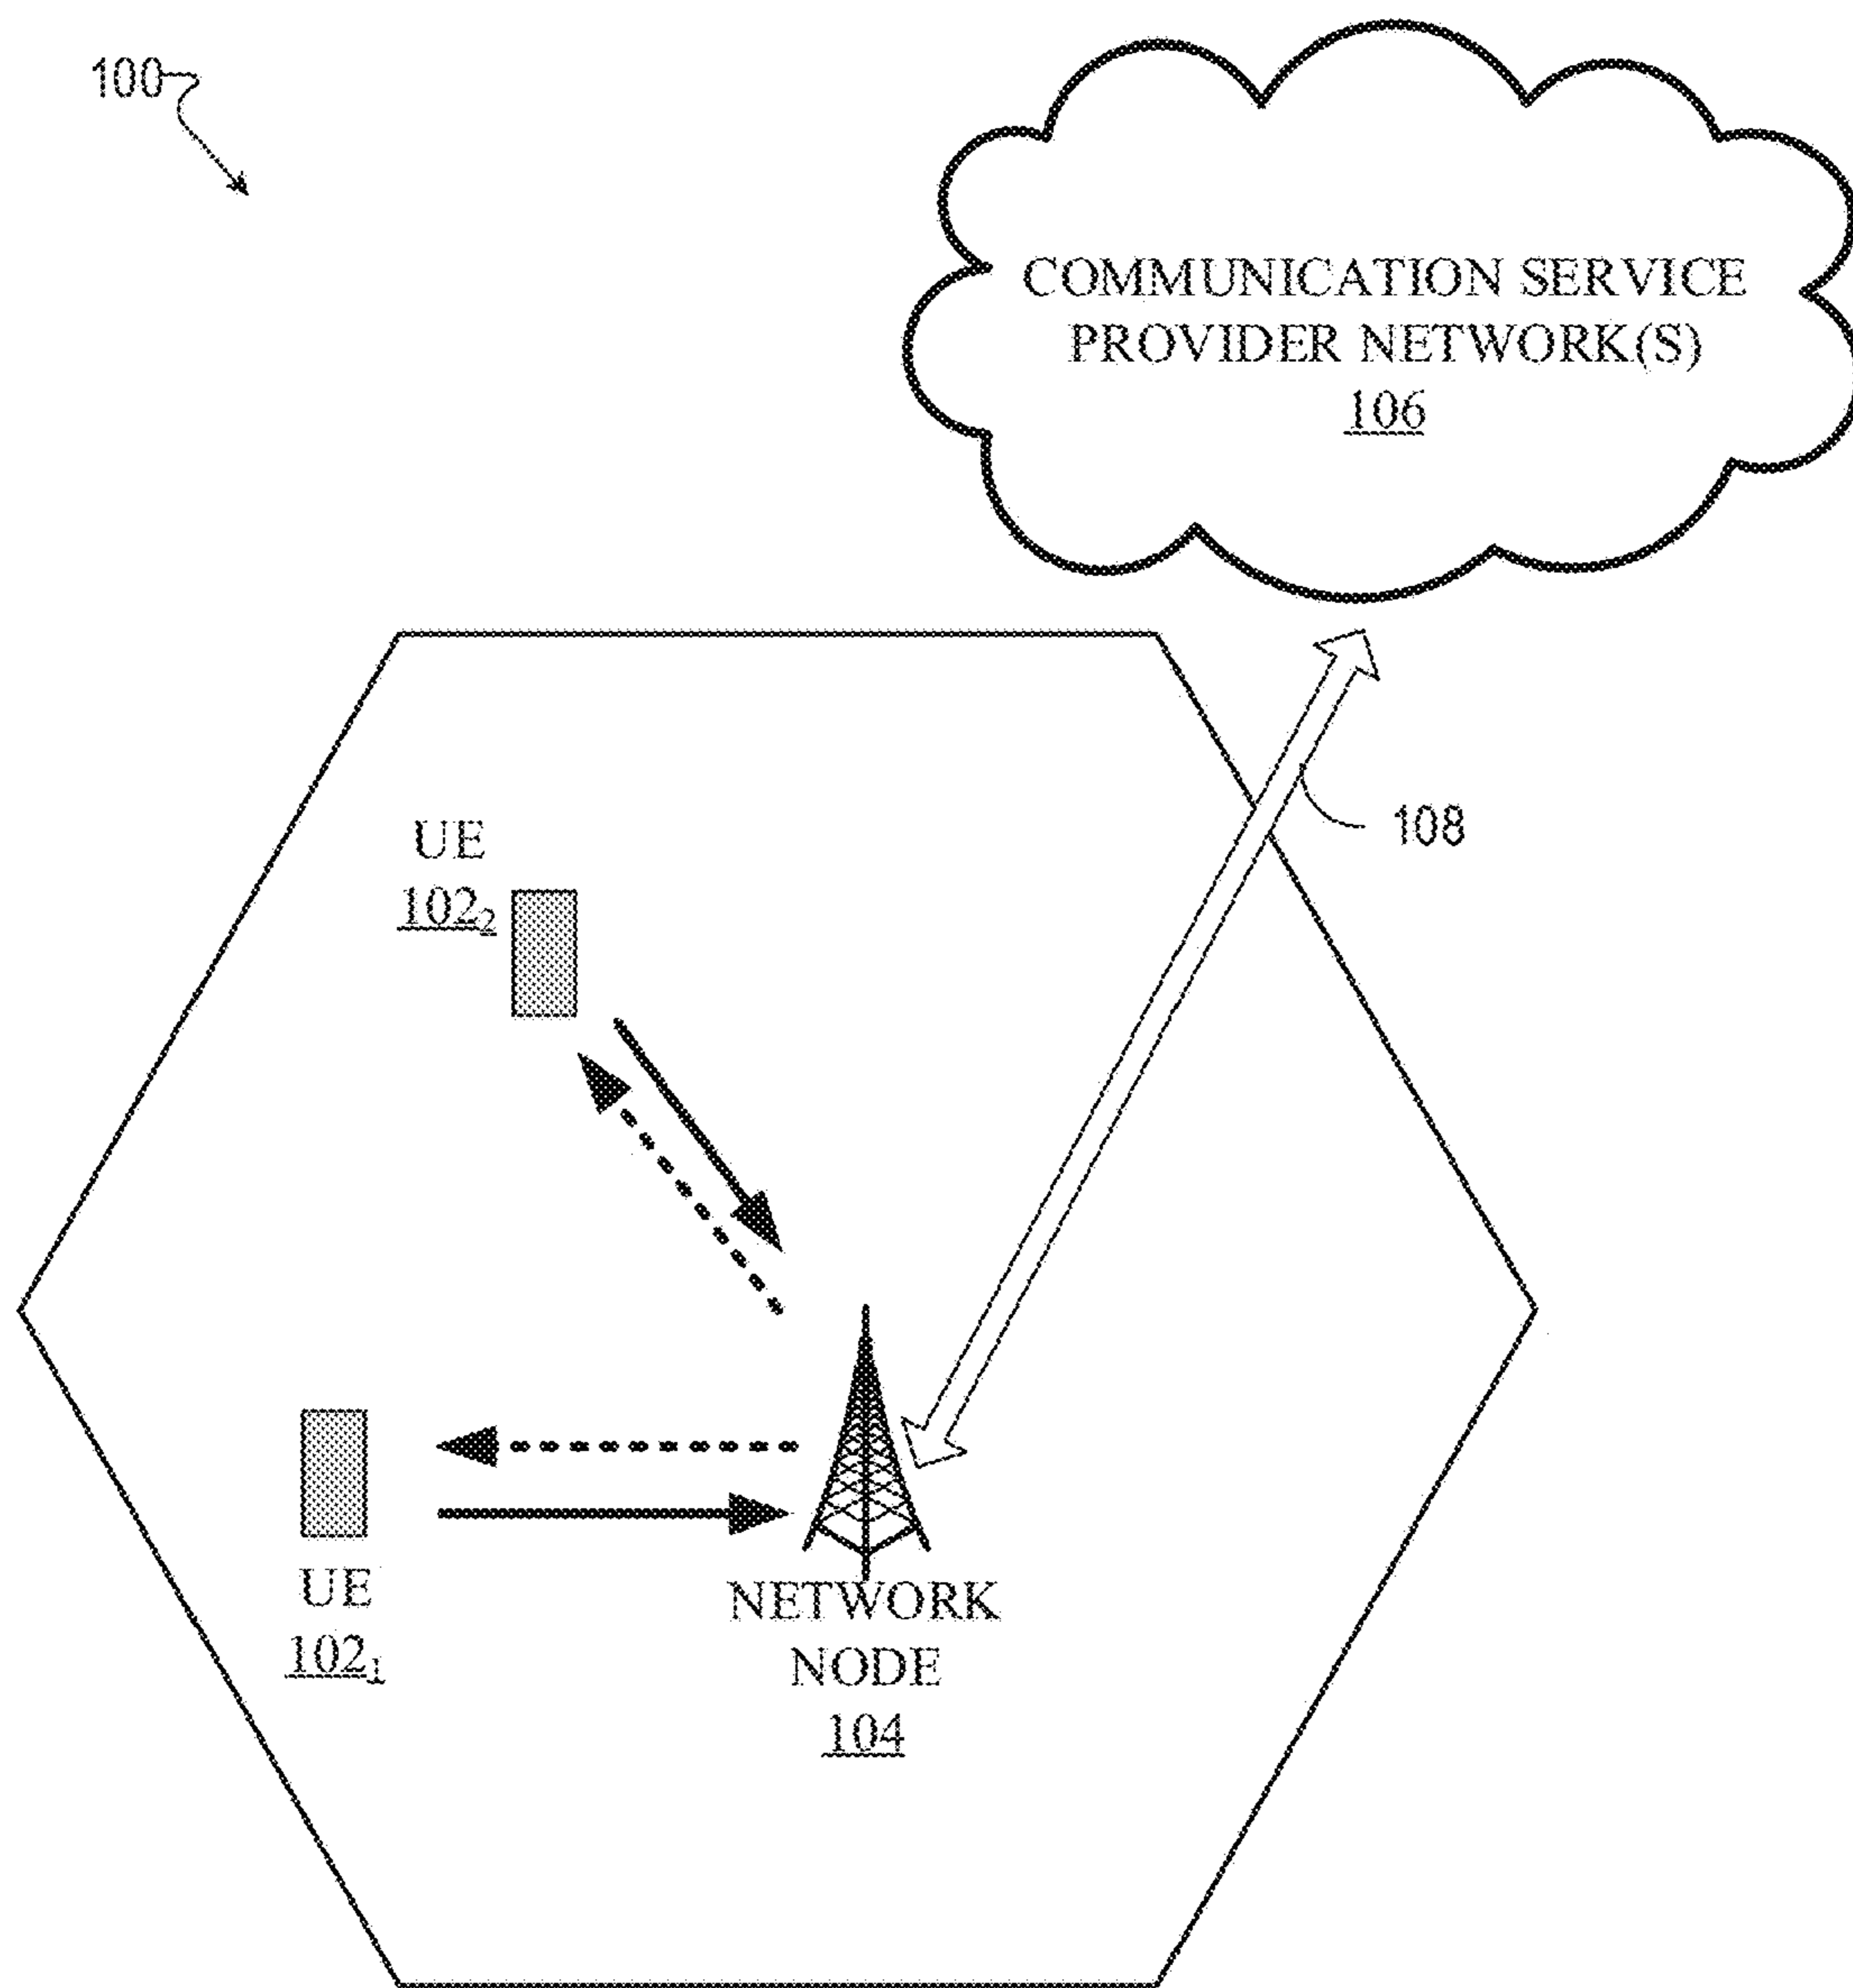 100
COMMUNICATION SERVICE
PROVIDER NETWORK(S)
106
108
UE
102₂
UE
102₁
NETWORK
NODE
104